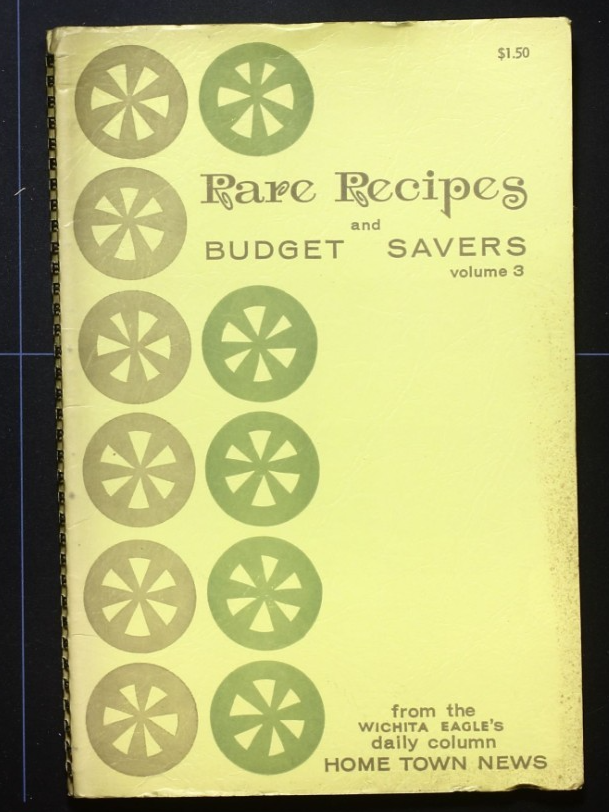 $1.50
Rare Recipes
and
BUDGET SAVERS
volume 3
from the
WICHITA EAGLE'S
daily column
HOME TOWN NEWS